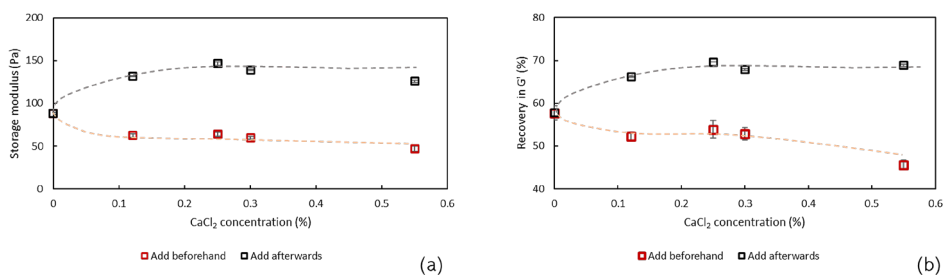 200
150
100
50
0
Storage modulus (Pa)
0 0.1 0.2 0.3 0.4 0.5 0.6
CaCl2 concentration (%)
Add beforehand Add afterwards
(a)
80
70
60
50
40
Recovery in G' (%)
0 0.1 0.2 0.3 0.4 0.5 0.6
CaCl2 concentration (%)
Add beforehand Add afterwards
(b)